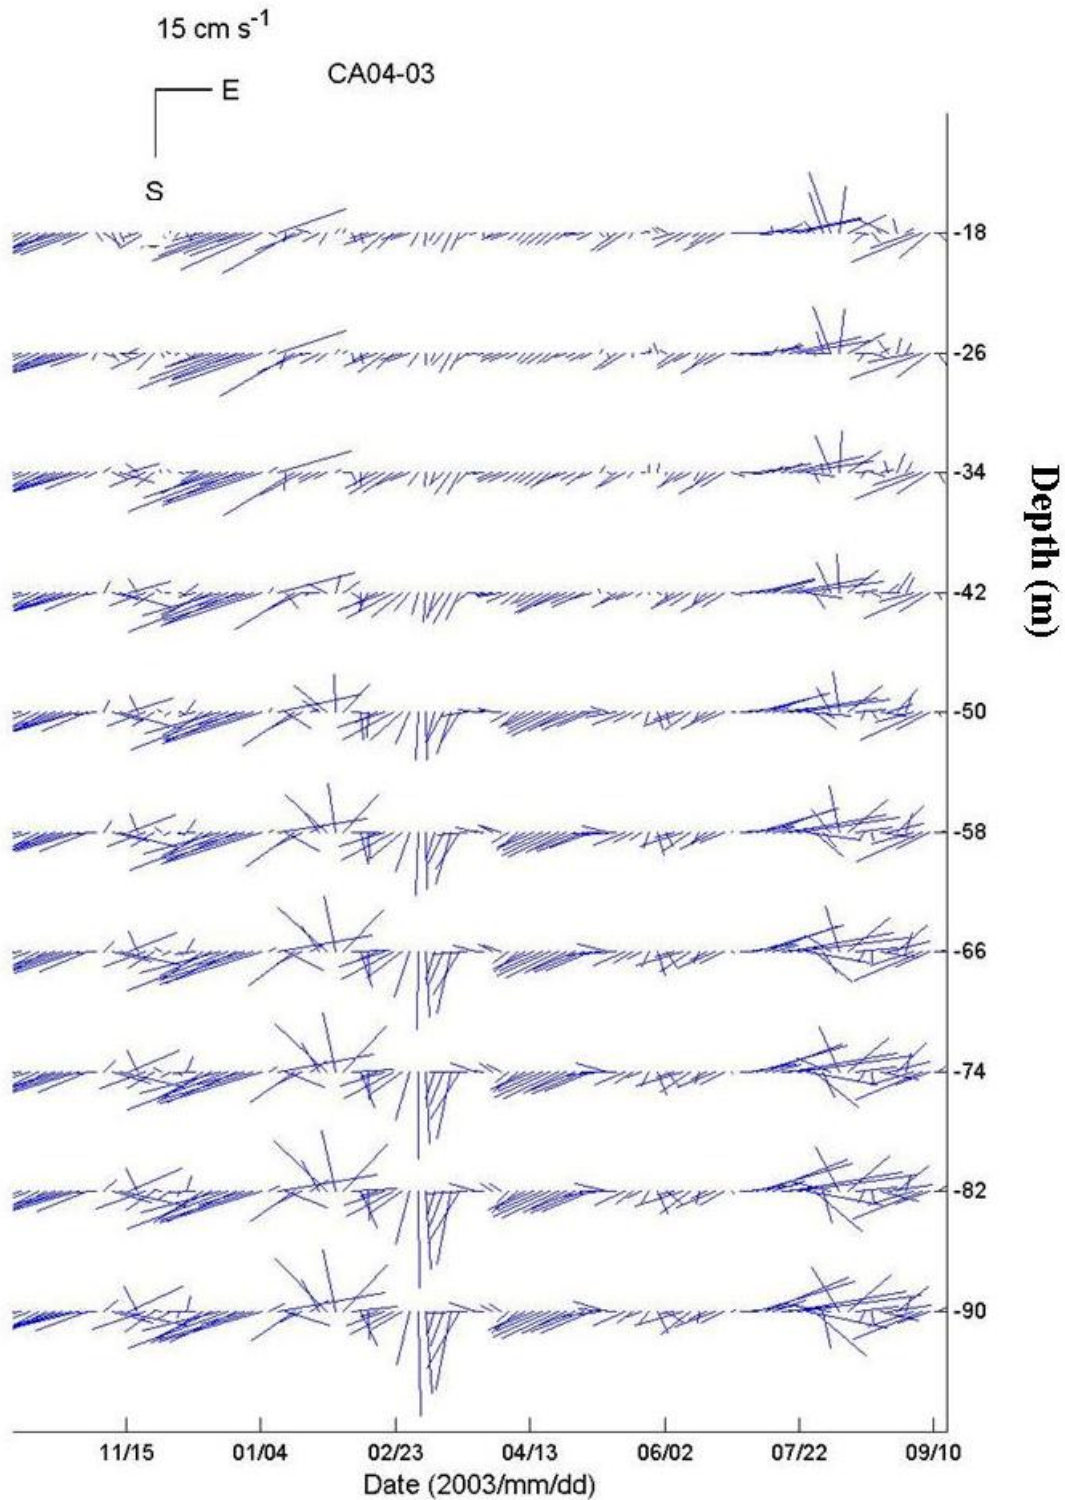 15 cm s-1
E
CA04-03
S
-18
-26
-34
-42
-50
-58
-66
-74
-82
-90
Depth (m)
11/15 01/04 02/23 04/13 06/02 07/22 09/10
Date (2003/mm/dd)